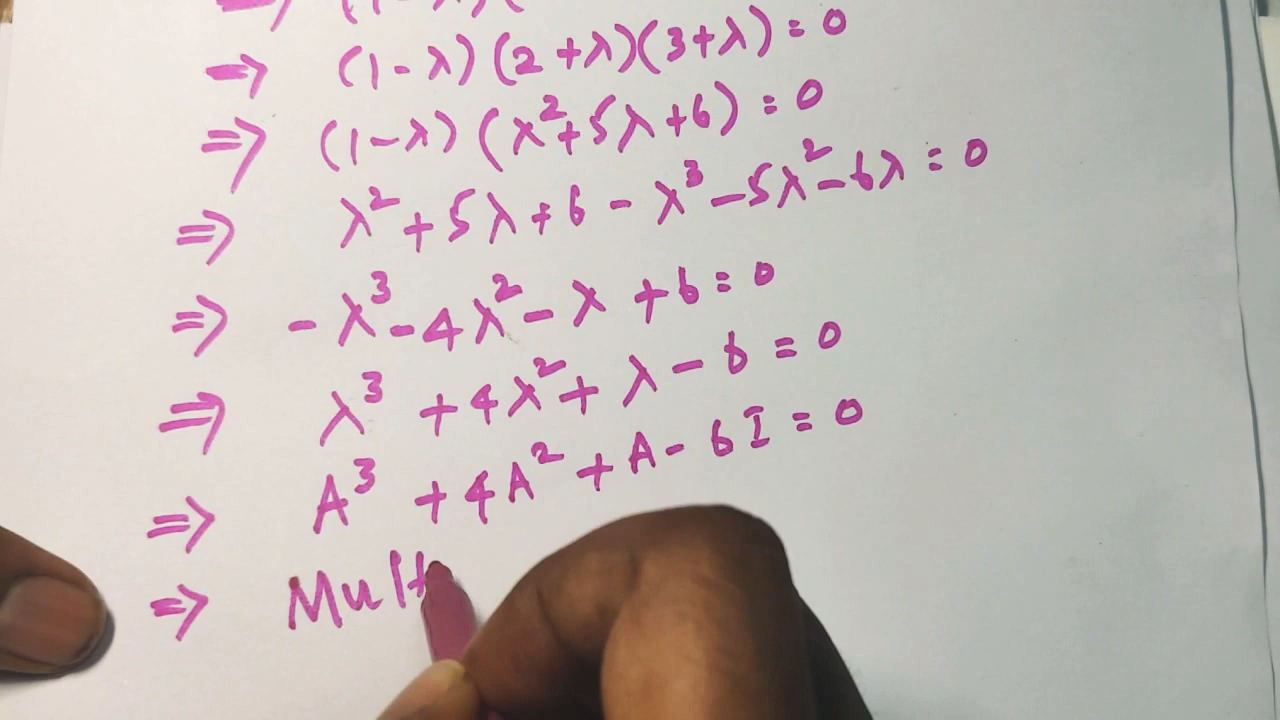 ⇒ (1-λ)(
⇒ (1-λ)(2+λ)(3+λ)=0
⇒ (1-λ)(λ²+5λ+6)=0
⇒ λ²+5λ+6-λ³-5λ²-6λ=0
⇒ -λ³-4λ²-λ+6=0
⇒ λ³+4λ²+λ-6=0
⇒ A³+4A²+A-6I=0
⇒ Mult